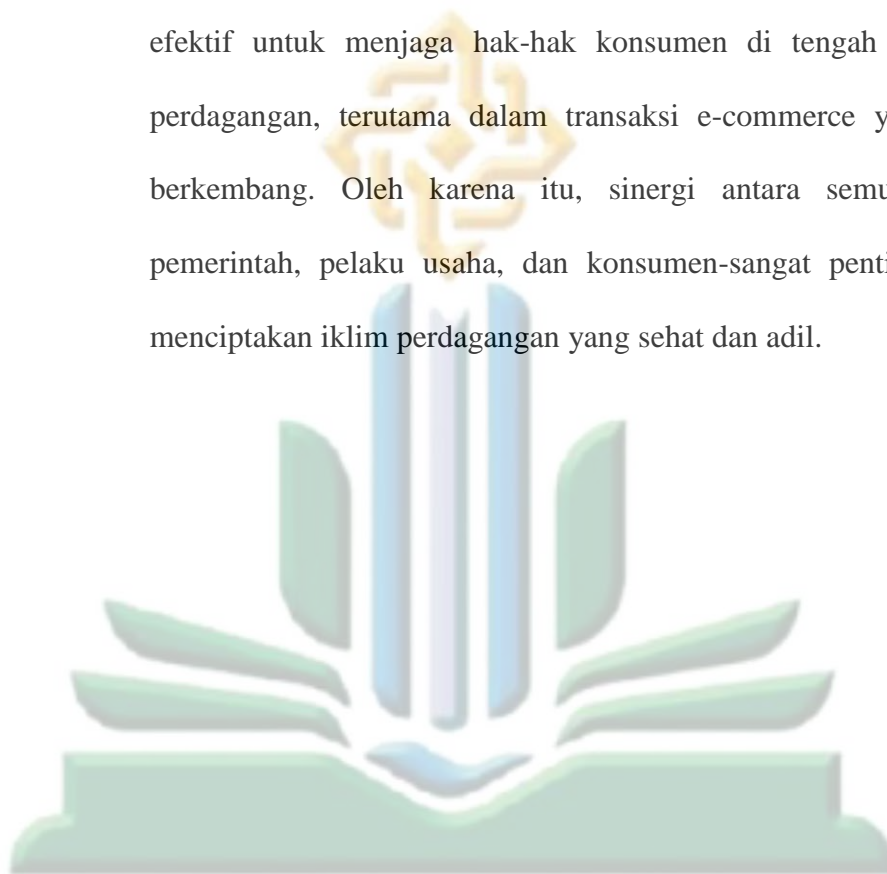 efektif untuk menjaga hak-hak konsumen di tengah
perdagangan, terutama dalam transaksi e-commerce
berkembang. Oleh karena itu, sinergi antara
pemerintah, pelaku usaha, dan konsumen-sangat
menciptakan iklim perdagangan yang sehat dan adil.